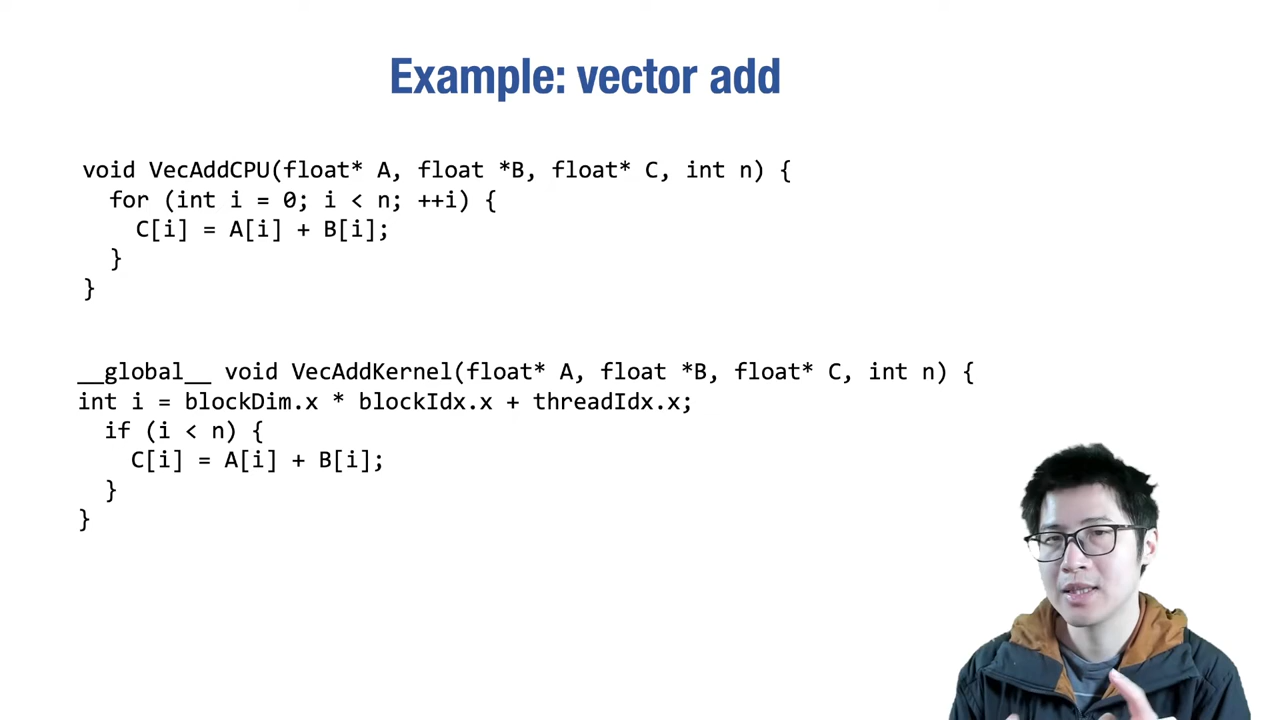 Example: vector add
void VecAddCPU(float* A, float *B, float* C, int n) {
  for (int i = 0; i < n; ++i) {
    C[i] = A[i] + B[i];
  }
}
__global__ void VecAddKernel(float* A, float *B, float* C, int n) {
int i = blockDim.x * blockIdx.x + threadIdx.x;
  if (i < n) {
    C[i] = A[i] + B[i];
  }
}